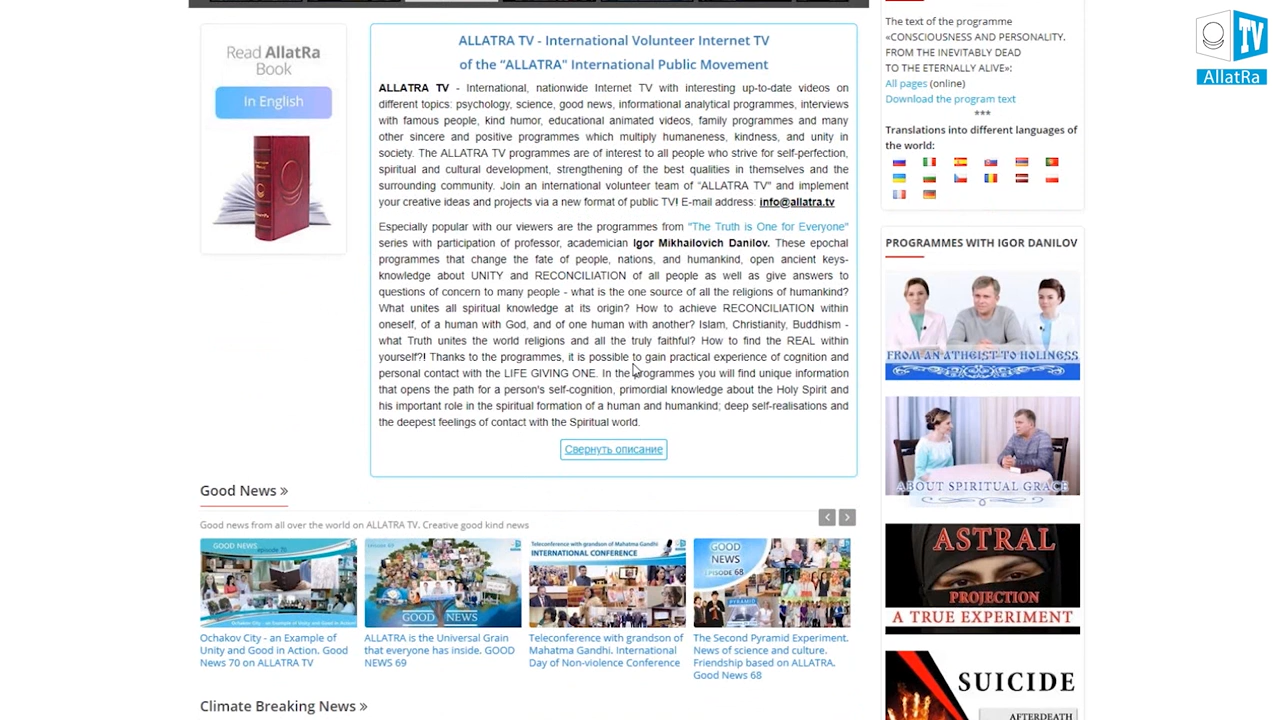 Read AllatRa
Book
In English
ALLATRA TV - International Volunteer Internet TV
of the “ALLATRA" International Public Movement
ALLATRA TV - International, nationwide Internet TV with interesting up-to-date videos on
different topics: psychology, science, good news, informational analytical programmes, interviews
with famous people, kind humor, educational animated videos, family programmes and many
other sincere and positive programmes which multiply humaneness, kindness, and unity in
society. The ALLATRA TV programmes are of interest to all people who strive for self-perfection,
spiritual and cultural development, strengthening of the best qualities in themselves and the
surrounding community. Join an international volunteer team of “ALLATRA TV” and implement
your creative ideas and projects via a new format of public TV! E-mail address: info@allatra.tv
Especially popular with our viewers are the programmes from "The Truth is One for Everyone"
series with participation of professor, academician Igor Mikhailovich Danilov. These epochal
programmes that change the fate of people, nations, and humankind, open ancient keys-
knowledge about UNITY and RECONCILIATION of all people as well as give answers to
questions of concern to many people - what is the one source of all the religions of humankind?
What unites all spiritual knowledge at its origin? How to achieve RECONCILIATION within
oneself, of a human with God, and of one human with another? Islam, Christianity, Buddhism -
what Truth unites the world religions and all the truly faithful? How to find the REAL within
yourself?! Thanks to the programmes, it is possible to gain practical experience of cognition and
personal contact with the LIFE GIVING ONE. In the programmes you will find unique information
that opens the path for a person's self-cognition, primordial knowledge about the Holy Spirit and
his important role in the spiritual formation of a human and humankind; deep self-realisations and
the deepest feelings of contact with the Spiritual world.
Свернуть описание
Good News »
Good news from all over the world on ALLATRA TV. Creative good kind news
GOOD NEWS episode 70
Ochakov City - an Example of Unity and Good in Action!
Ochakov City - an Example of
Unity and Good in Action. Good
News 70 on ALLATRA TV
GOOD NEWS
ALLATRA is the Universal Grain
that everyone has inside. GOOD
NEWS 69
Teleconference with grandson of Mahatma Gandhi
INTERNATIONAL CONFERENCE
Teleconference with grandson of
Mahatma Gandhi. International
Day of Non-violence Conference
GOOD
NEWS
PISODE 68
PYRAMID
The Second Pyramid Experiment.
News of science and culture.
Friendship based on ALLATRA.
Good News 68
Climate Breaking News »
The text of the programme
«CONSCIOUSNESS AND PERSONALITY.
FROM THE INEVITABLY DEAD
TO THE ETERNALLY ALIVE»:
All pages (online)
Download the program text
***
Translations into different languages of
the world:
PROGRAMMES WITH IGOR DANILOV
FROM AN ATHEIST TO HOLINESS
ABOUT SPIRITUAL GRACE
ASTRAL
PROJECTION
A TRUE EXPERIMENT
SUICIDE
AFTERDEATH
TV
AllatRa